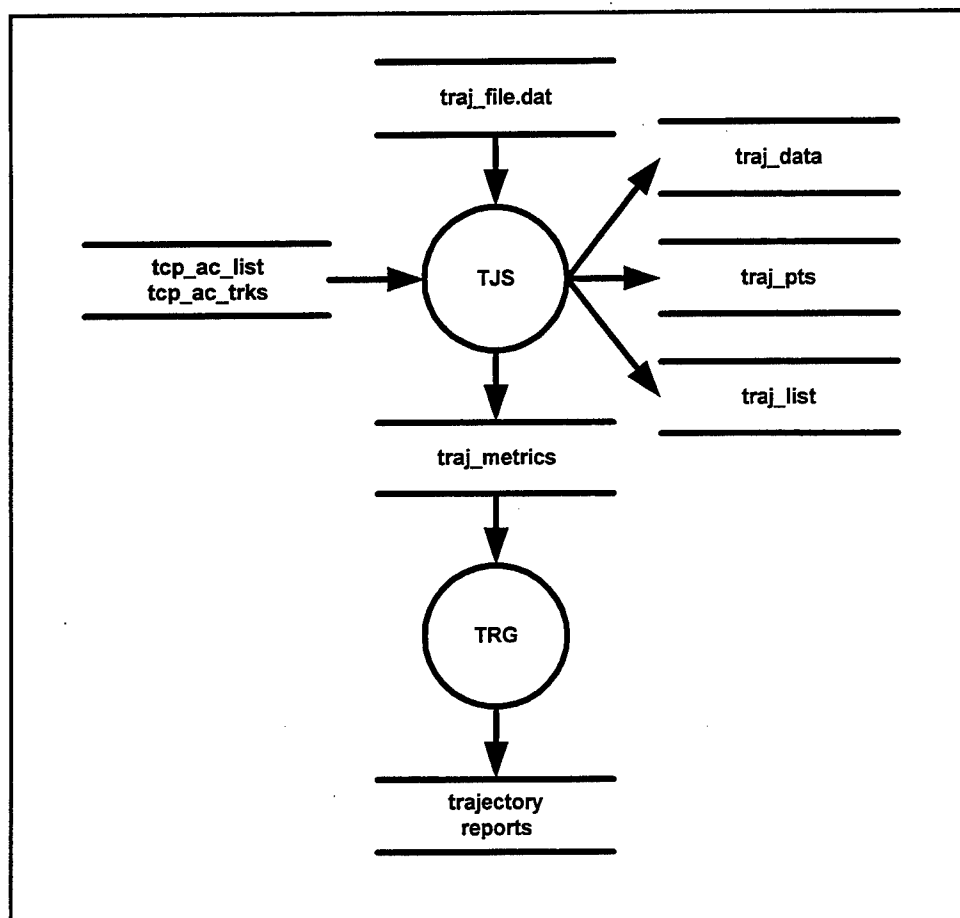 traj_file.dat
traj_data
tcp_ac_list
tcp_ac_trks
TJS
traj_pts
traj_list
traj_metrics
TRG
trajectory
reports